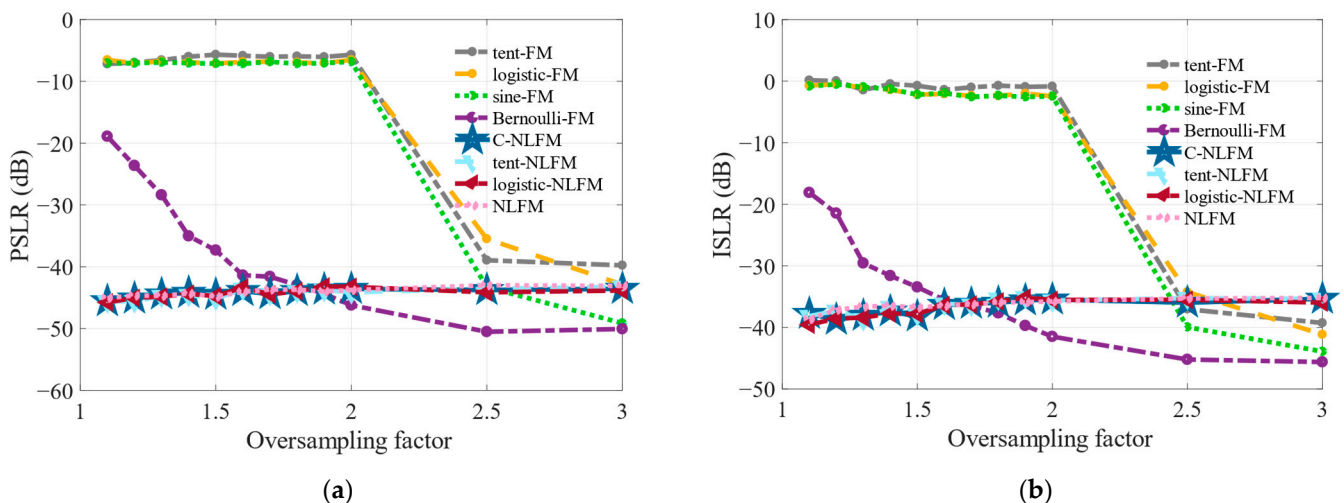 0
−10
−20
−30
−40
−50
−60
PSLR (dB)
1
1.5
2
2.5
3
Oversampling factor
tent-FM
logistic-FM
sine-FM
Bernoulli-FM
C-NLFM
tent-NLFM
logistic-NLFM
NLFM
(a)
10
0
−10
−20
−30
−40
−50
ISLR (dB)
1
1.5
2
2.5
3
Oversampling factor
tent-FM
logistic-FM
sine-FM
Bernoulli-FM
C-NLFM
tent-NLFM
logistic-NLFM
NLFM
(b)